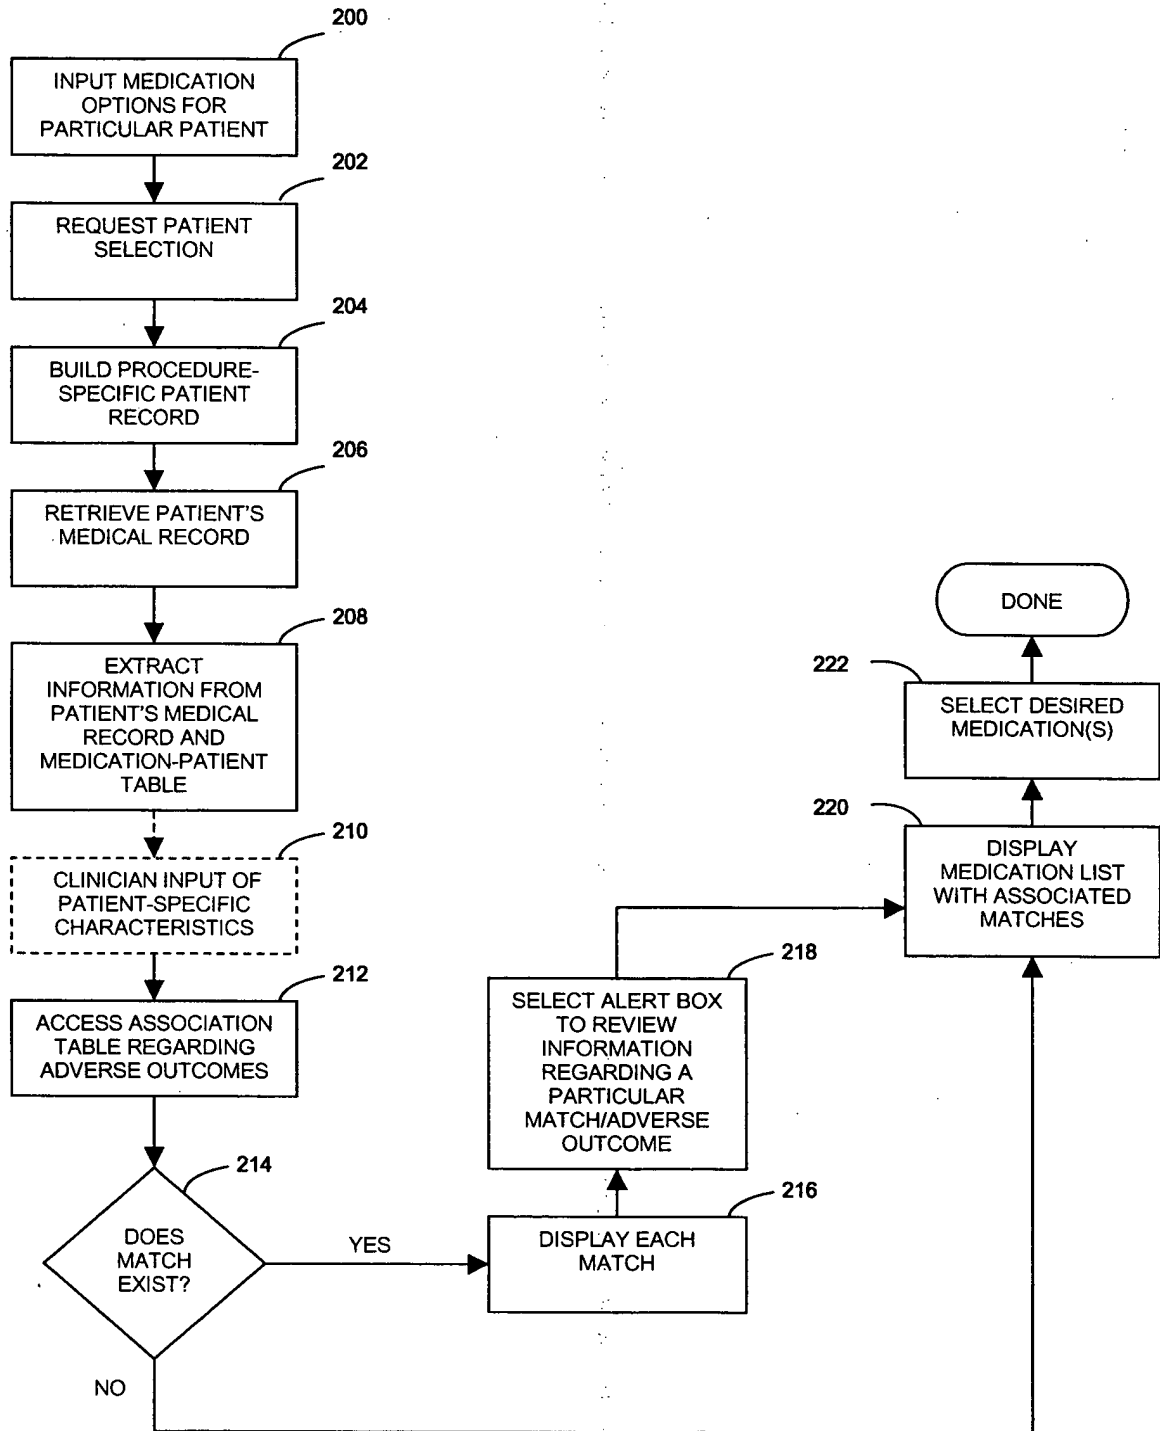 200
INPUT MEDICATION
OPTIONS FOR
PARTICULAR PATIENT
202
REQUEST PATIENT
SELECTION
204
BUILD PROCEDURE-
SPECIFIC PATIENT
RECORD
206
RETRIEVE PATIENT'S
MEDICAL RECORD
208
EXTRACT
INFORMATION FROM
PATIENT'S MEDICAL
RECORD AND
MEDICATION-PATIENT
TABLE
210
CLINICIAN INPUT OF
PATIENT-SPECIFIC
CHARACTERISTICS
212
ACCESS ASSOCIATION
TABLE REGARDING
ADVERSE OUTCOMES
214
DOES
MATCH
EXIST?
YES
NO
216
DISPLAY EACH
MATCH
218
SELECT ALERT BOX
TO REVIEW
INFORMATION
REGARDING A
PARTICULAR
MATCH/ADVERSE
OUTCOME
220
DISPLAY
MEDICATION LIST
WITH ASSOCIATED
MATCHES
222
SELECT DESIRED
MEDICATION(S)
DONE